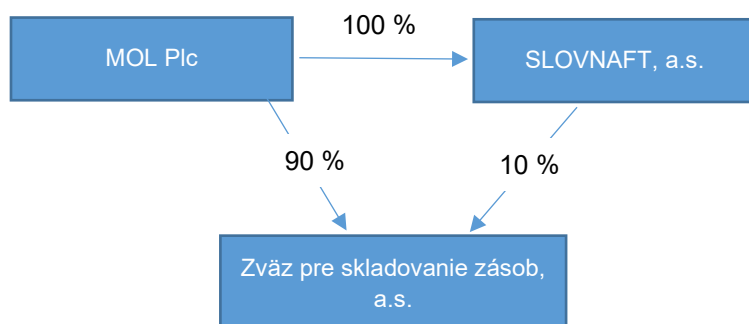 100 %
MOL Plc
SLOVNAFT, a.s.
90 %
10 %
Zväz pre skladovanie zásob,
a.s.